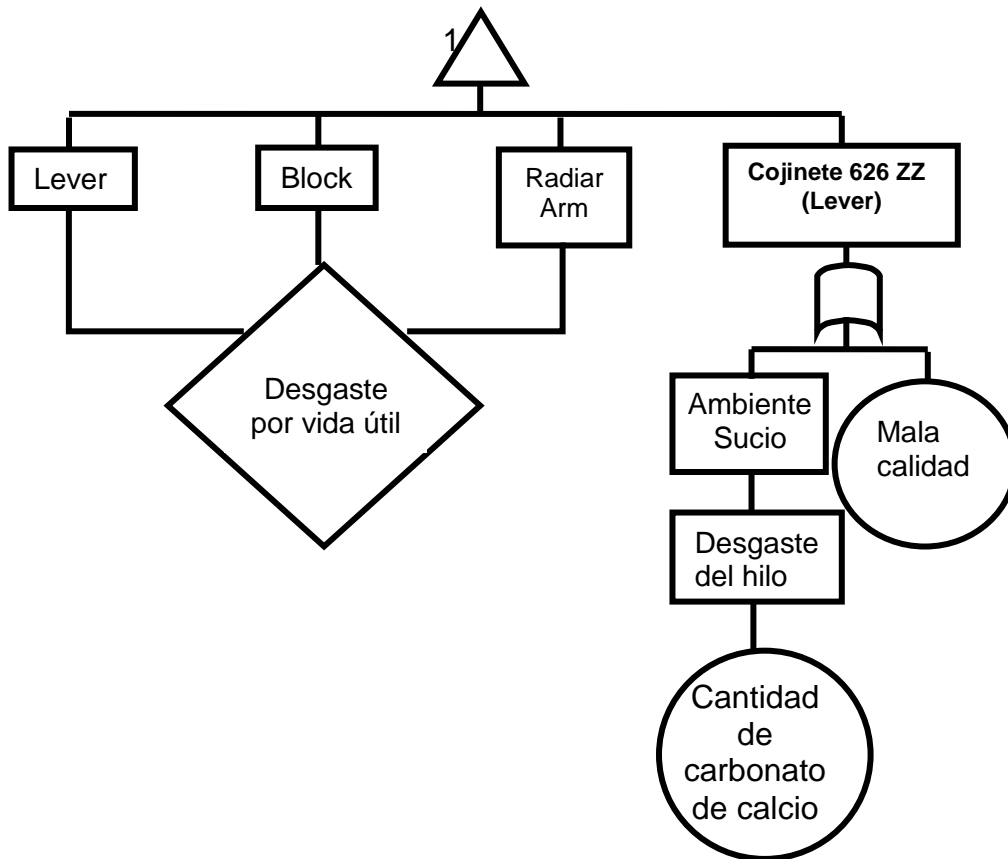 1
Lever
Block
Radiar
Arm
Cojinete 626 ZZ
(Lever)
Desgaste
por vida útil
Ambiente
Sucio
Mala
calidad
Desgaste
del hilo
Cantidad
de
carbonato
de calcio